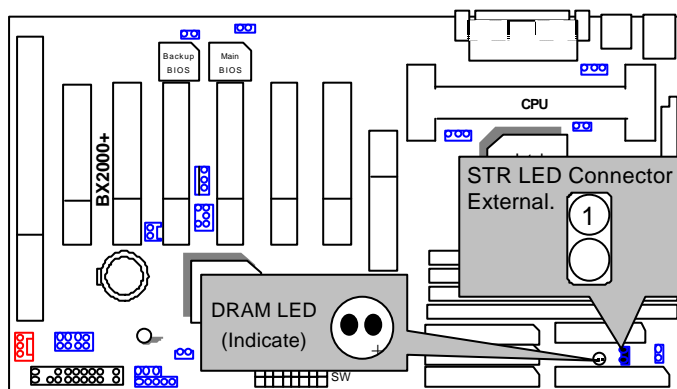 Backup
BIOS
Main
BIOS
CPU
BX2000+
STR LED Connector
External.
1
DRAM LED
(Indicate)
+
SW